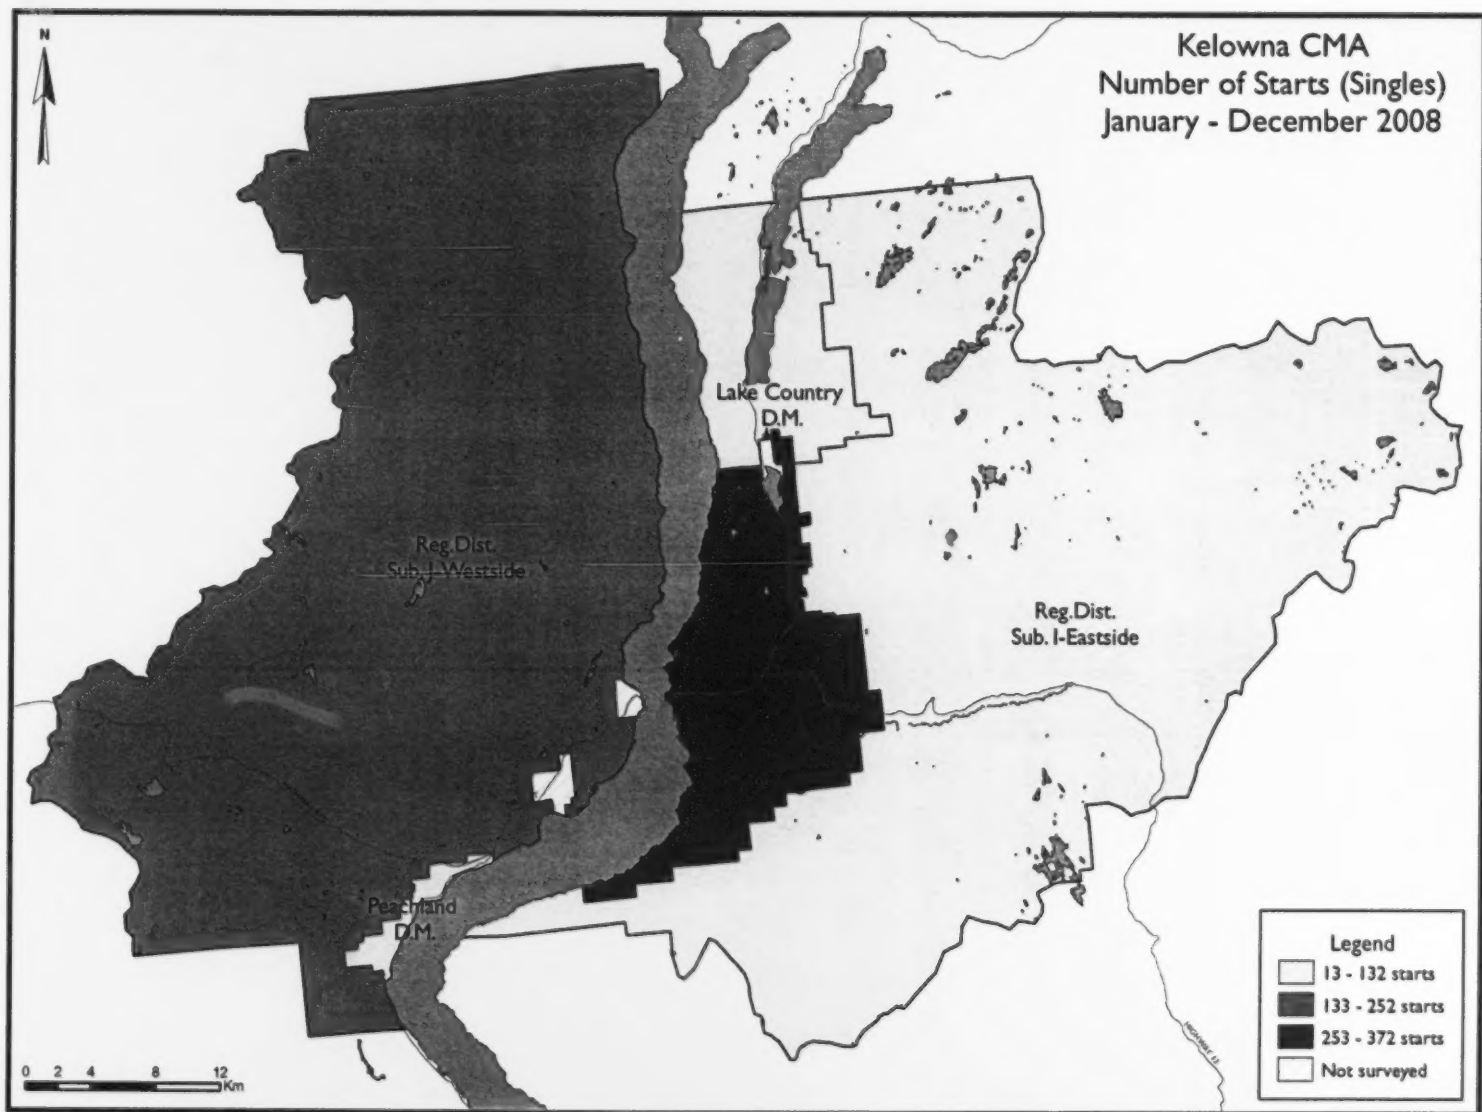 N
Kelowna CMA
Number of Starts (Singles)
January - December 2008
Lake Country
D.M.
Reg.Dist.
Sub. J-Westside
Reg.Dist.
Sub. I-Eastside
Peachland
D.M.
HIGHWAY 33
Legend
13 - 132 starts
133 - 252 starts
253 - 372 starts
Not surveyed
0 2 4 8 12
Km